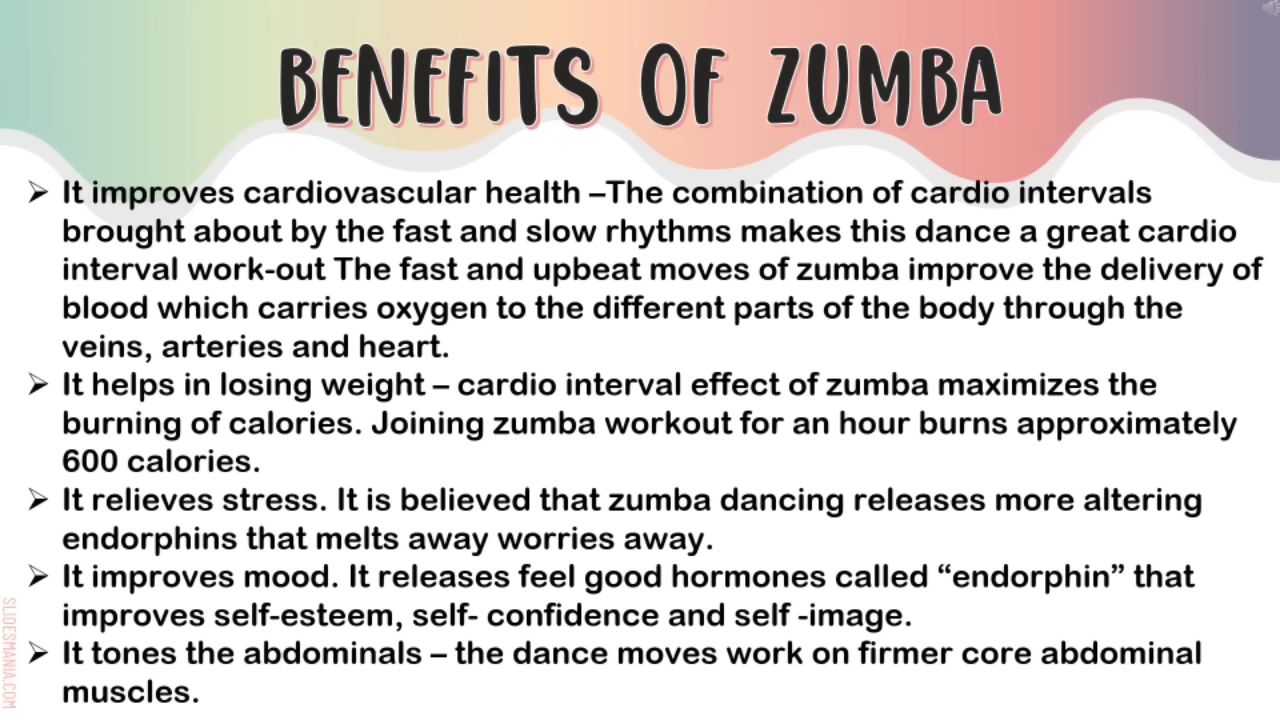 BENEFITS OF ZUMBA
➢ It improves cardiovascular health –The combination of cardio intervals
brought about by the fast and slow rhythms makes this dance a great cardio
interval work-out The fast and upbeat moves of zumba improve the delivery of
blood which carries oxygen to the different parts of the body through the
veins, arteries and heart.
➢ It helps in losing weight – cardio interval effect of zumba maximizes the
burning of calories. Joining zumba workout for an hour burns approximately
600 calories.
➢ It relieves stress. It is believed that zumba dancing releases more altering
endorphins that melts away worries away.
➢ It improves mood. It releases feel good hormones called “endorphin” that
improves self-esteem, self- confidence and self -image.
➢ It tones the abdominals – the dance moves work on firmer core abdominal
muscles.
SLIDESMANIA.COM